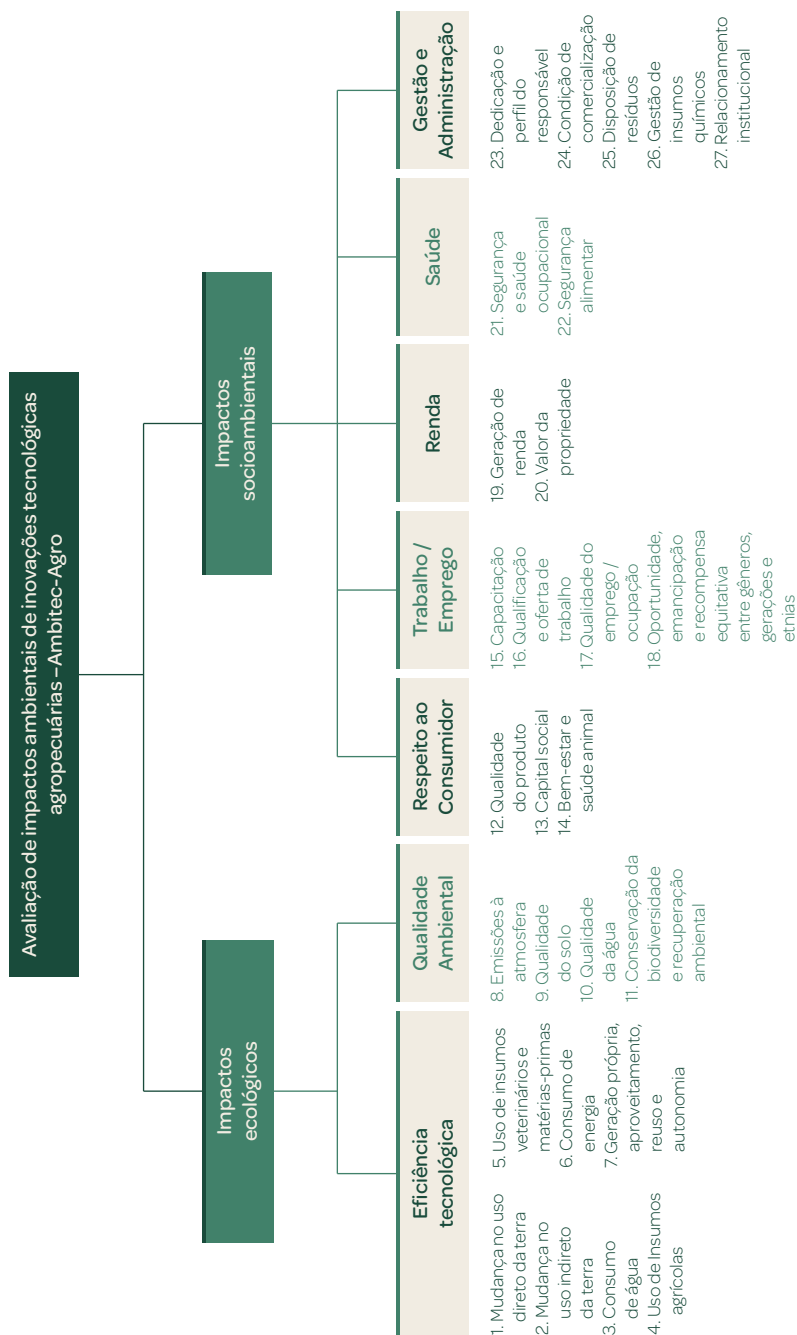 Avaliação de impactos ambientais de inovações tecnológicas
agropecuárias – Ambitec-Agro
Impactos
ecológicos
Impactos
socioambientais
Eficiência
tecnológica
1. Mudança no uso
direto da terra
2. Mudança no
uso indireto
da terra
3. Consumo
de água
4. Uso de Insumos
agrícolas
5. Uso de insumos
veterinários e
matérias-primas
6. Consumo de
energia
7. Geração própria,
aproveitamento,
reuso e
autonomia
Qualidade
Ambiental
8. Emissões à
atmosfera
9. Qualidade
do solo
10. Qualidade
da água
11. Conservação da
biodiversidade
e recuperação
ambiental
Respeito ao
Consumidor
12. Qualidade
do produto
13. Capital social
14. Bem-estar e
saúde animal
Trabalho /
Emprego
15. Capacitação
16. Qualificação
e oferta de
trabalho
17. Qualidade do
emprego /
ocupação
18. Oportunidade,
emancipação
e recompensa
equitativa
entre gêneros,
gerações e
etnias
Renda
19. Geração de
renda
20. Valor da
propriedade
Saúde
21. Segurança
e saúde
ocupacional
22. Segurança
alimentar
Gestão e
Administração
23. Dedicação e
perfil do
responsável
24. Condição de
comercialização
25. Disposição de
resíduos
26. Gestão de
insumos
químicos
27. Relacionamento
institucional